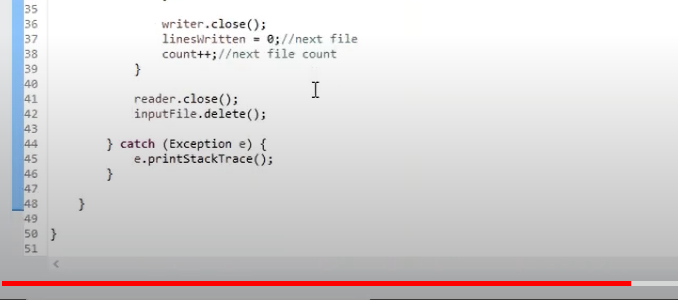 35
36 writer.close();
37 linesWritten = 0;//next file
38 count++;//next file count
39 }
40
41 reader.close();
42 inputFile.delete();
43
44 } catch (Exception e) {
45 e.printStackTrace();
46 }
47
48 }
49
50 }
51